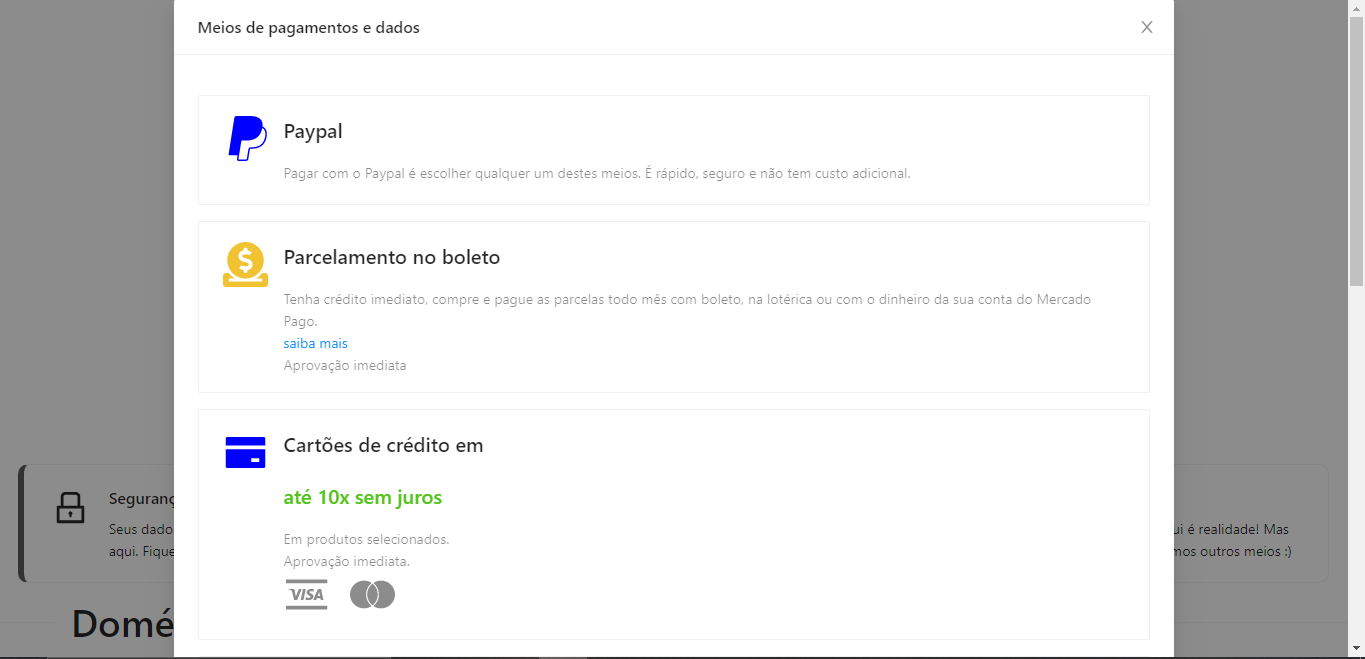 Meios de pagamentos e dados
Paypal
Pagar com o Paypal é escolher qualquer um destes meios. É rápido, seguro e não tem custo adicional.
$
Parcelamento no boleto
Tenha crédito imediato, compre e pague as parcelas todo mês com boleto, na lotérica ou com o dinheiro da sua conta do Mercado
Pago.
saiba mais
Aprovação imediata
Cartões de crédito em
até 10x sem juros
Em produtos selecionados.
Aprovação imediata.
VISA
Seguranç
Seus dado
aqui. Fique
ui é realidade! Mas
mos outros meios :)
Domé